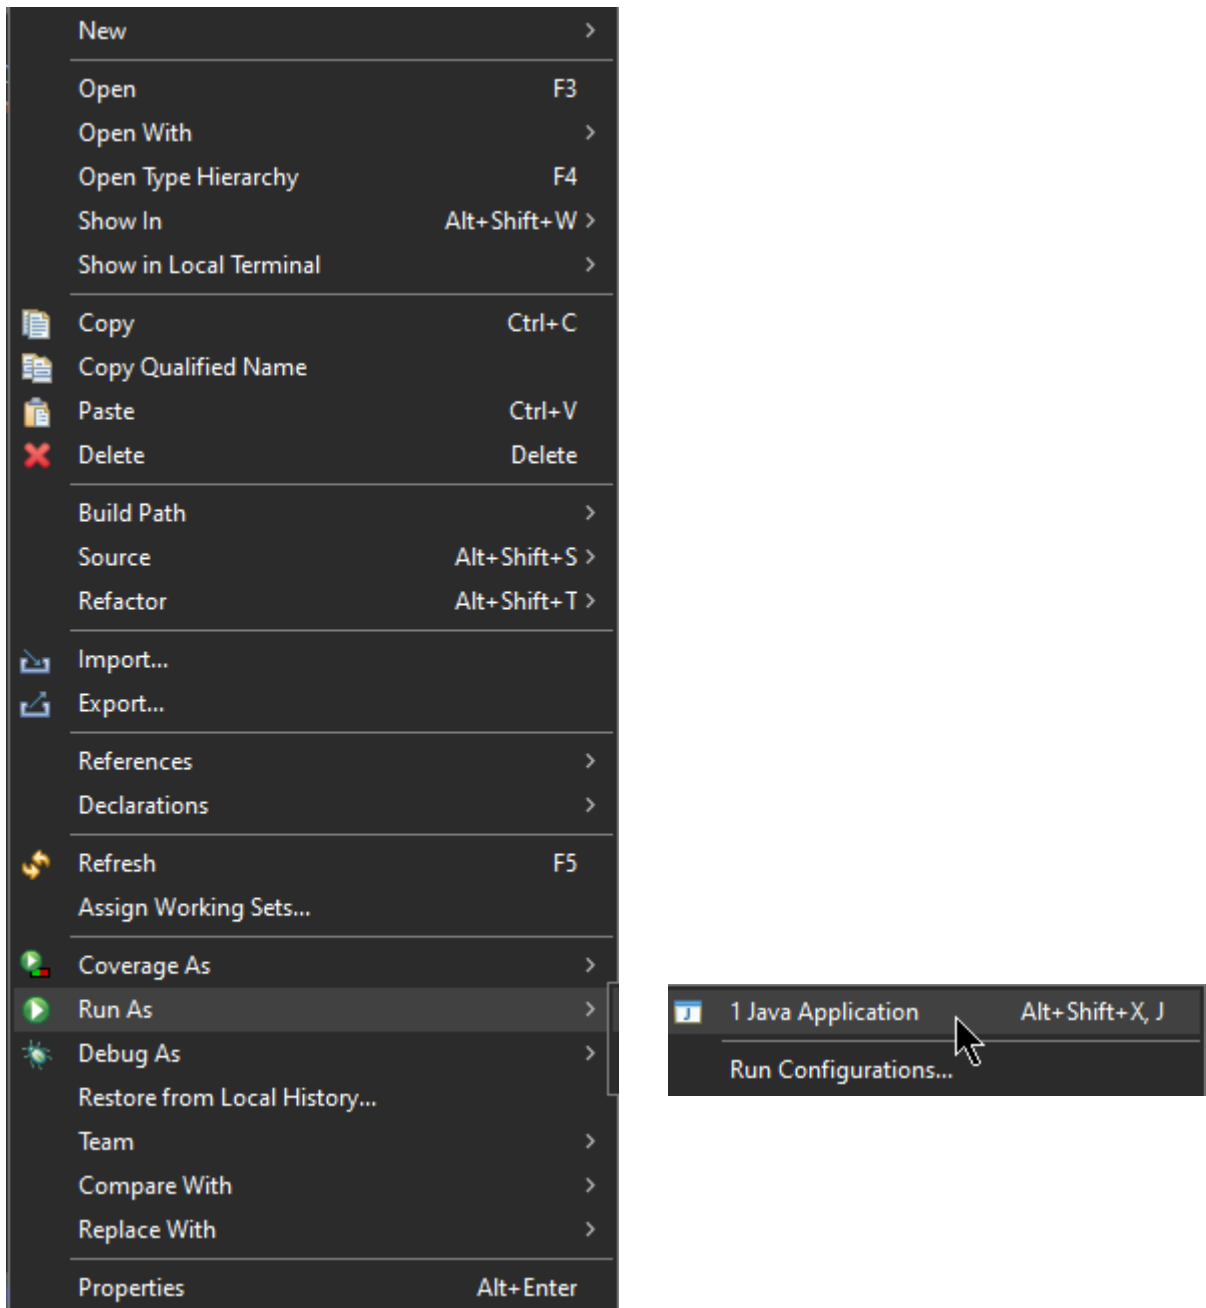 New
Open F3
Open With
Open Type Hierarchy F4
Show In Alt+Shift+W
Show in Local Terminal
Copy Ctrl+C
Copy Qualified Name
Paste Ctrl+V
Delete Delete
Build Path
Source Alt+Shift+S
Refactor Alt+Shift+T
Import...
Export...
References
Declarations
Refresh F5
Assign Working Sets...
Coverage As
Run As
Debug As
Restore from Local History...
Team
Compare With
Replace With
Properties Alt+Enter
1 Java Application Alt+Shift+X, J
Run Configurations...